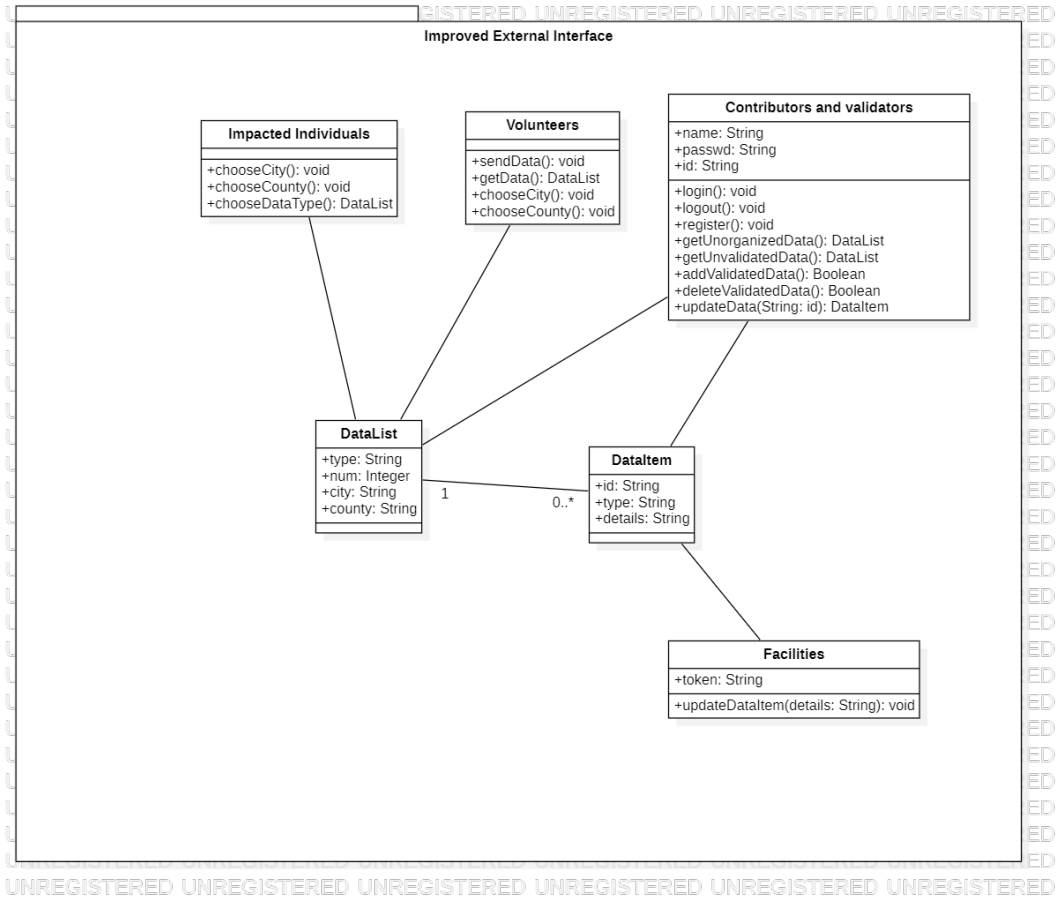 GISTERED UNREGISTERED UNREGISTERED UNREGISTERED
Improved External Interface
Impacted Individuals
+chooseCity(): void
+chooseCounty(): void
+chooseDataType(): DataList
Volunteers
+sendData(): void
+getData(): DataList
+chooseCity(): void
+chooseCounty(): void
Contributors and validators
+name: String
+passwd: String
+id: String
+login(): void
+logout(): void
+register(): void
+getUnorganizedData(): DataList
+getUnvalidatedData(): DataList
+addValidatedData(): Boolean
+deleteValidatedData(): Boolean
+updateData(String: id): DataItem
DataList
+type: String
+num: Integer
+city: String
+county: String
1
0..*
DataItem
+id: String
+type: String
+details: String
Facilities
+token: String
+updateDataItem(details: String): void
UNREGISTERED UNREGISTERED UNREGISTERED UNREGISTERED UNREGISTERED UNREGISTERED